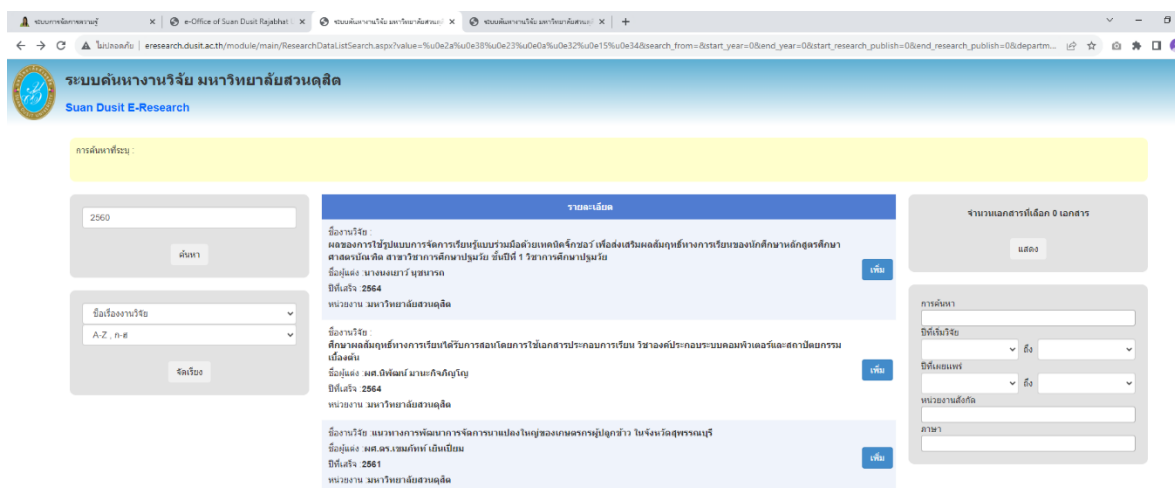 ระบบการจัดการความรู้
e-Office of Suan Dusit Rajabhat
ระบบค้นหางานวิจัย มหาวิทยาลัยสวนดุ
ระบบค้นหางานวิจัย มหาวิทยาลัยสวนดุ
ไม่ปลอดภัย
eresearch.dusit.ac.th/module/main/ResearchDataListSearch.aspx?value=%u0e2a%u0e38%u0e23%u0e0a%u0e32%u0e15%u0e34&search_from=&start_year=0&end_year=0&start_research_publish=0&end_research_publish=0&departm...
ระบบค้นหางานวิจัย มหาวิทยาลัยสวนดุสิต
Suan Dusit E-Research
การค้นหาที่ระบุ :
2560
ค้นหา
ชื่อเรื่องงานวิจัย
A-Z , ก-ฮ
จัดเรียง
รายละเอียด
ชื่องานวิจัย :
ผลของการใช้รูปแบบการจัดการเรียนรู้แบบร่วมมือด้วยเทคนิคจิ๊กซอว์ เพื่อส่งเสริมผลสัมฤทธิ์ทางการเรียนของนักศึกษาหลักสูตรศึกษา
ศาสตรบัณฑิต สาขาวิชาการศึกษาปฐมวัย ชั้นปีที่ 1 วิชาการศึกษาปฐมวัย
ชื่อผู้แต่ง :นางนงเยาว์ นุชนารถ
ปีที่เสร็จ :2564
หน่วยงาน :มหาวิทยาลัยสวนดุสิต
เพิ่ม
ชื่องานวิจัย :
ศึกษาผลสัมฤทธิ์ทางการเรียนได้รับการสอนโดยการใช้เอกสารประกอบการเรียน วิชาองค์ประกอบระบบคอมพิวเตอร์และสถาปัตยกรรม
เบื้องต้น
ชื่อผู้แต่ง :ผศ.นิพัฒน์ มานะกิจภิญโญ
ปีที่เสร็จ :2564
หน่วยงาน :มหาวิทยาลัยสวนดุสิต
เพิ่ม
ชื่องานวิจัย :แนวทางการพัฒนาการจัดการนาแปลงใหญ่ของเกษตรกรผู้ปลูกข้าว ในจังหวัดสุพรรณบุรี
ชื่อผู้แต่ง :ผศ.ดร.เขมภัทท์ เย็นเปี่ยม
ปีที่เสร็จ :2561
หน่วยงาน :มหาวิทยาลัยสวนดุสิต
เพิ่ม
จำนวนเอกสารที่เลือก 0 เอกสาร
แสดง
การค้นหา
ปีที่เริ่มวิจัย
ถึง
ปีที่เผยแพร่
ถึง
หน่วยงานสังกัด
ภาษา